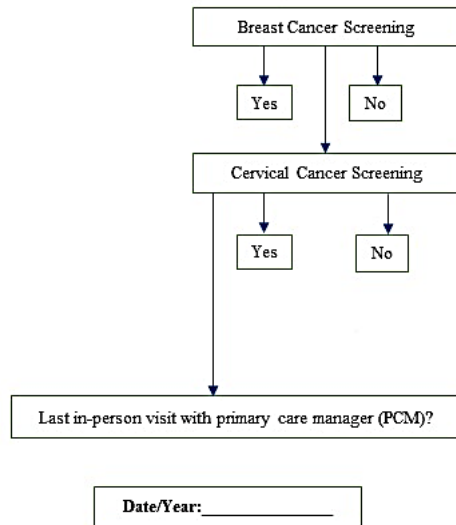 Breast Cancer Screening
Yes
No
Cervical Cancer Screening
Yes
No
Last in-person visit with primary care manager (PCM)?
Date/Year:_______________